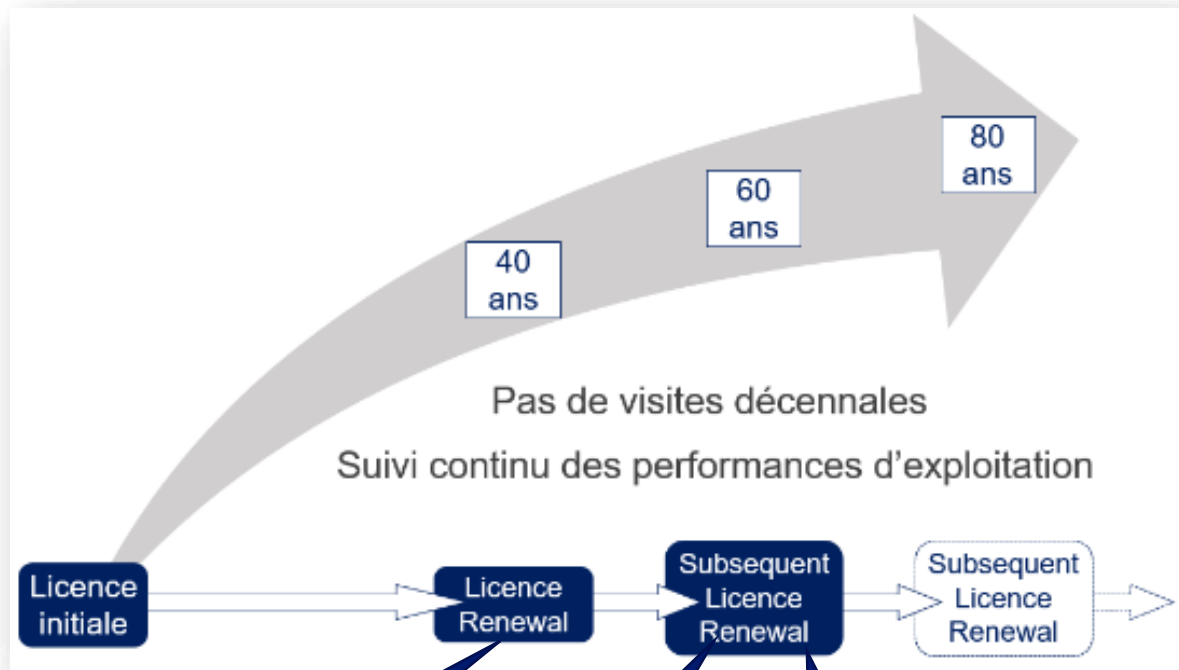 80
ans
60
ans
40
ans
Pas de visites décennales
Suivi continu des performances d'exploitation
Licence
initiale
Licence
Renewal
Subsequent
Licence
Renewal
Subsequent
Licence
Renewal